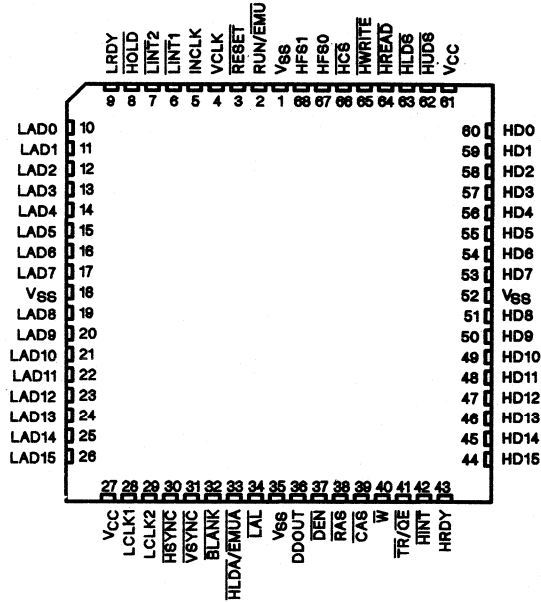 LRDY HOLD LINT2 LINT1 INCLK VCLK RESET RUN/EMU VSS HFS1 HFS0 HCS HWRITE HREAD HLDS HUDS VCC
9 8 7 6 5 4 3 2 1 68 67 66 65 64 63 62 61
LAD0 10 60 HD0
LAD1 11 59 HD1
LAD2 12 58 HD2
LAD3 13 57 HD3
LAD4 14 56 HD4
LAD5 15 55 HD5
LAD6 16 54 HD6
LAD7 17 53 HD7
VSS 18 52 VSS
LAD8 19 51 HD8
LAD9 20 50 HD9
LAD10 21 49 HD10
LAD11 22 48 HD11
LAD12 23 47 HD12
LAD13 24 46 HD13
LAD14 25 45 HD14
LAD15 26 44 HD15
27 28 29 30 31 32 33 34 35 36 37 38 39 40 41 42 43
VCC LCLK1 LCLK2 HSYNC VSYNC BLANK HLDA/EMUA LAL VSS DDOUT DEN RAS CAS W TR/QE HINT HRDY